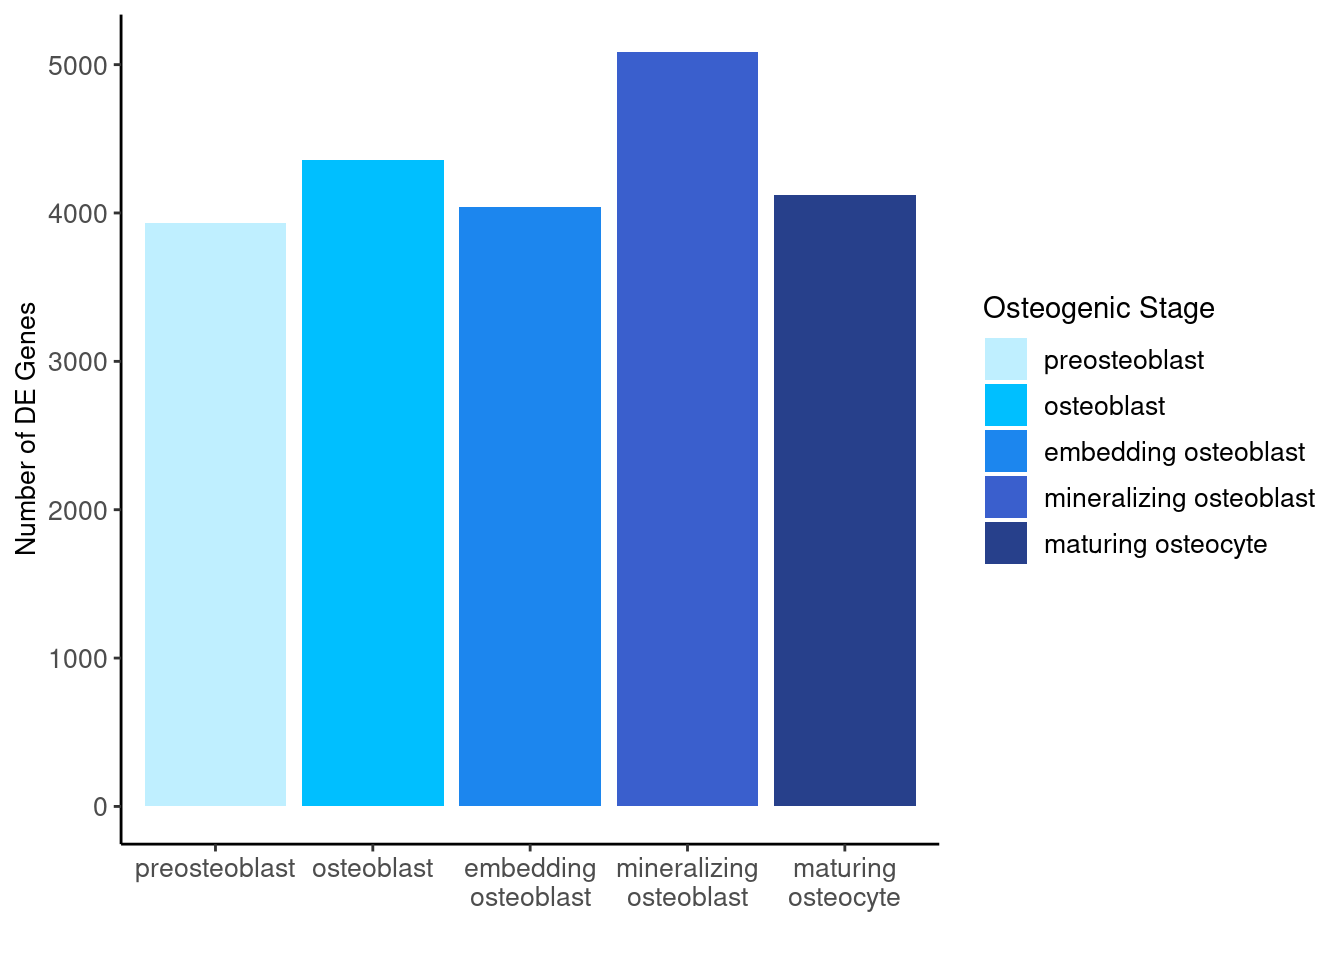 Number of DE Genes
5000
4000
3000
2000
1000
0
preosteoblast
osteoblast
embedding
osteoblast
mineralizing
osteoblast
maturing
osteocyte
Osteogenic Stage
preosteoblast
osteoblast
embedding osteoblast
mineralizing osteoblast
maturing osteocyte